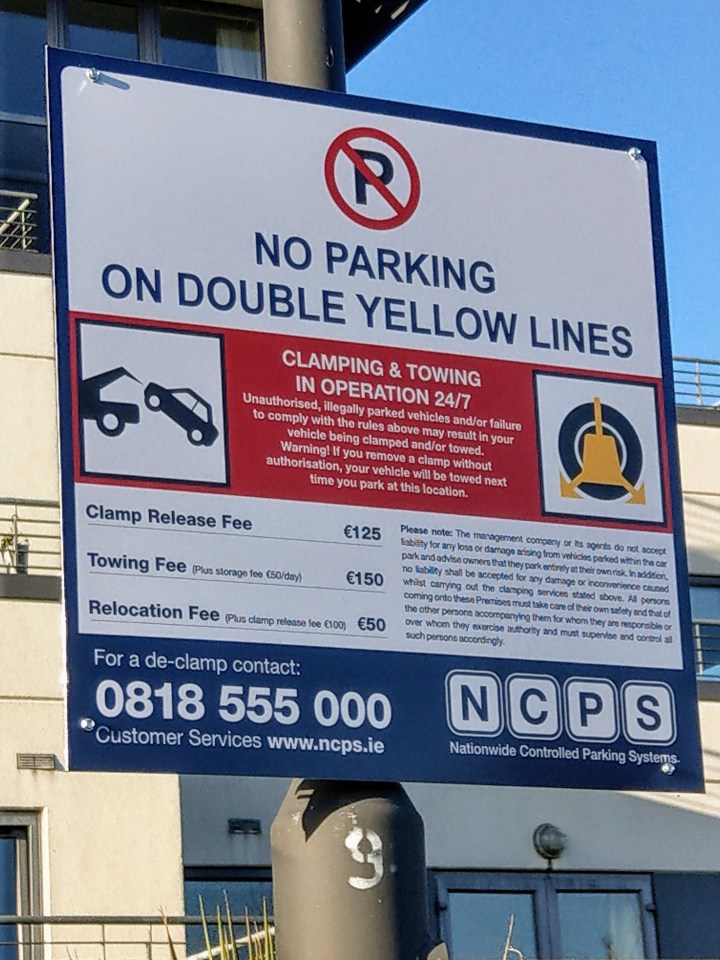 P
NO PARKING
ON DOUBLE YELLOW LINES
CLAMPING & TOWING
IN OPERATION 24/7
Unauthorised, illegally parked vehicles and/or failure
to comply with the rules above may result in your
vehicle being clamped and/or towed.
Warning! If you remove a clamp without
authorisation, your vehicle will be towed next
time you park at this location.
Clamp Release Fee €125
Towing Fee (Plus storage fee €50/day) €150
Relocation Fee (Plus clamp release fee €100) €50
Please note: The management company or its agents do not accept
liability for any loss or damage arising from vehicles parked within the car
park and advise owners that they park entirely at their own risk. In addition,
no liability shall be accepted for any damage or inconvenience caused
whilst carrying out the clamping services stated above. All persons
coming onto these Premises must take care of their own safety and that of
the other persons accompanying them for whom they are responsible or
over whom they exercise authority and must supervise and control all
such persons accordingly.
For a de-clamp contact:
0818 555 000
Customer Services www.ncps.ie
NCPS
Nationwide Controlled Parking Systems
9